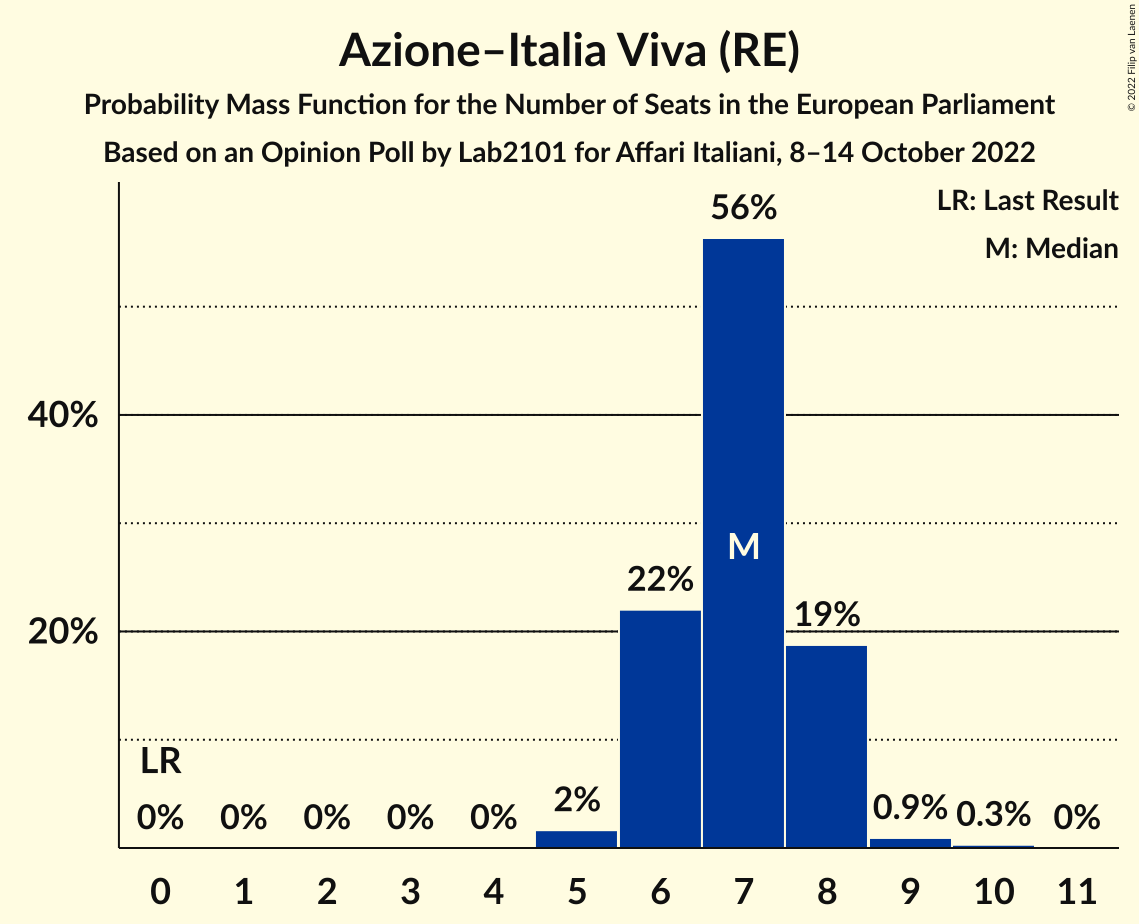 Azione–Italia Viva (RE)
Probability Mass Function for the Number of Seats in the European Parliament
Based on an Opinion Poll by Lab2101 for Affari Italiani, 8–14 October 2022
© 2022 Filip van Laenen
LR: Last Result
M: Median
56%
40%
M
22%
19%
20%
LR
0% 0% 0% 0% 0% 2% 0.9% 0.3% 0%
0 1 2 3 4 5 6 7 8 9 10 11